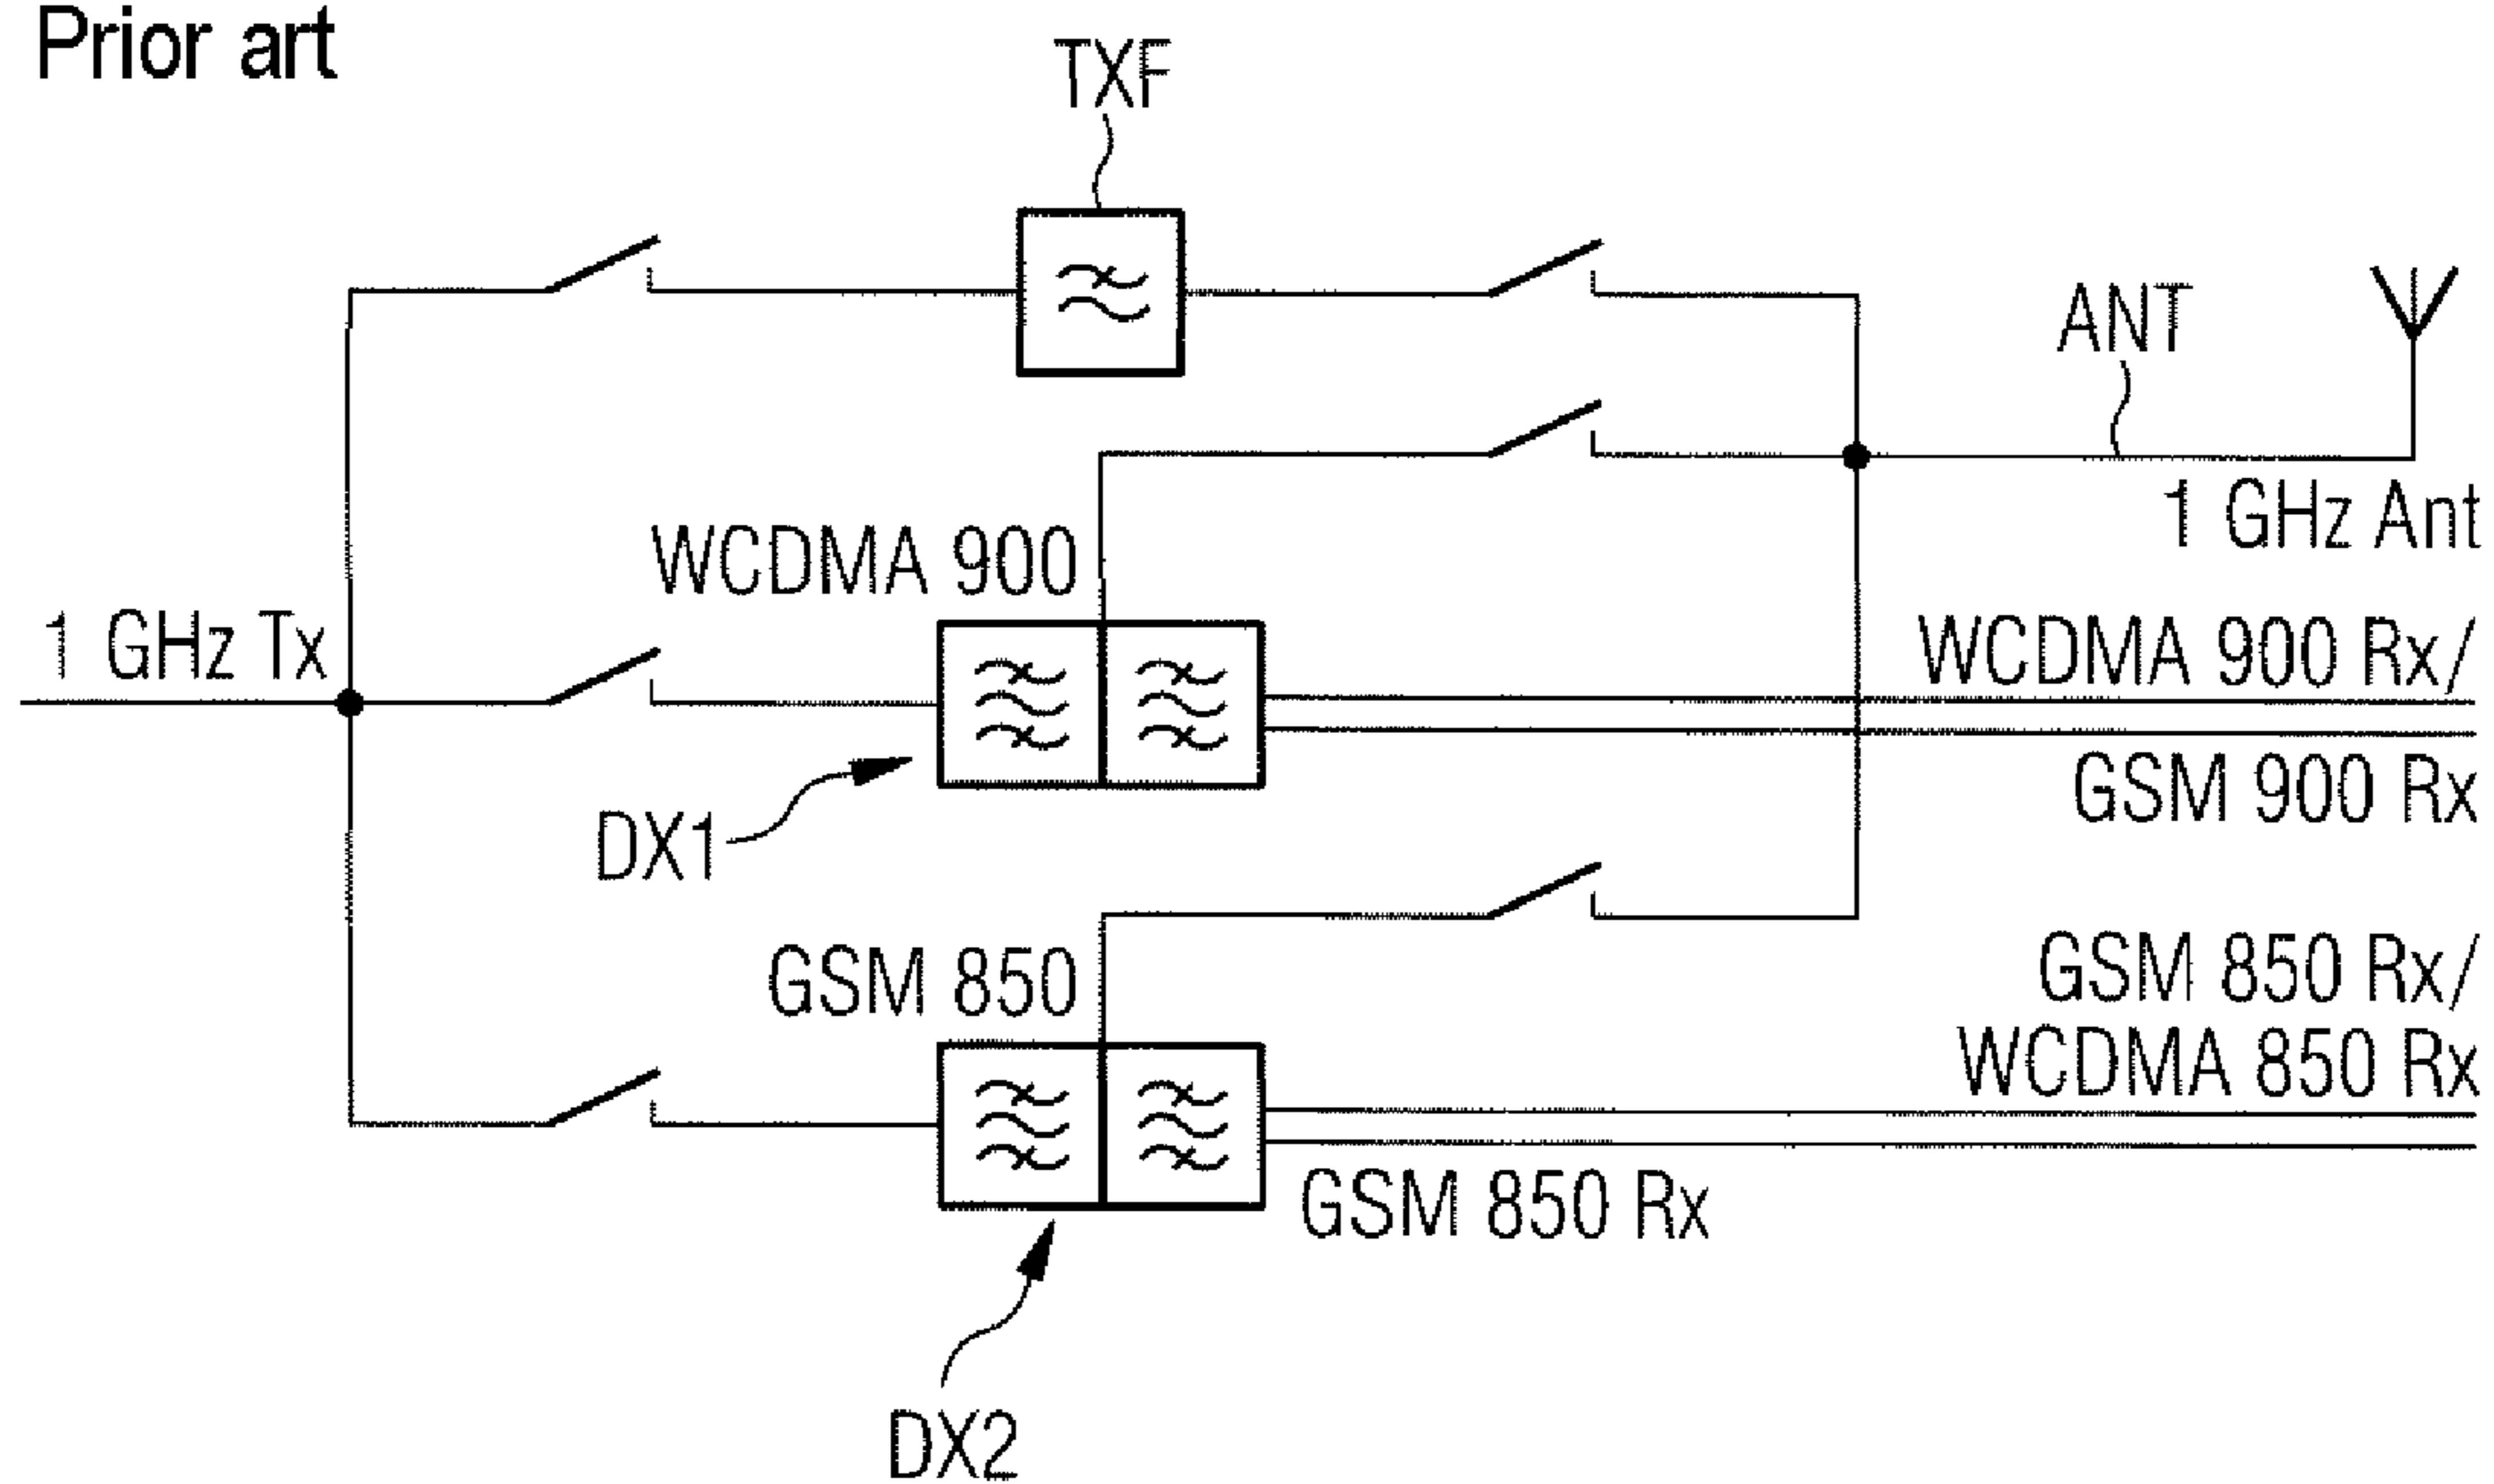 Prior art
TXF
ANT
1 GHz Ant
WCDMA 900
1 GHz Tx
WCDMA 900 Rx/
GSM 900 Rx
DX1
GSM 850
GSM 850 Rx/
WCDMA 850 Rx
GSM 850 Rx
DX2